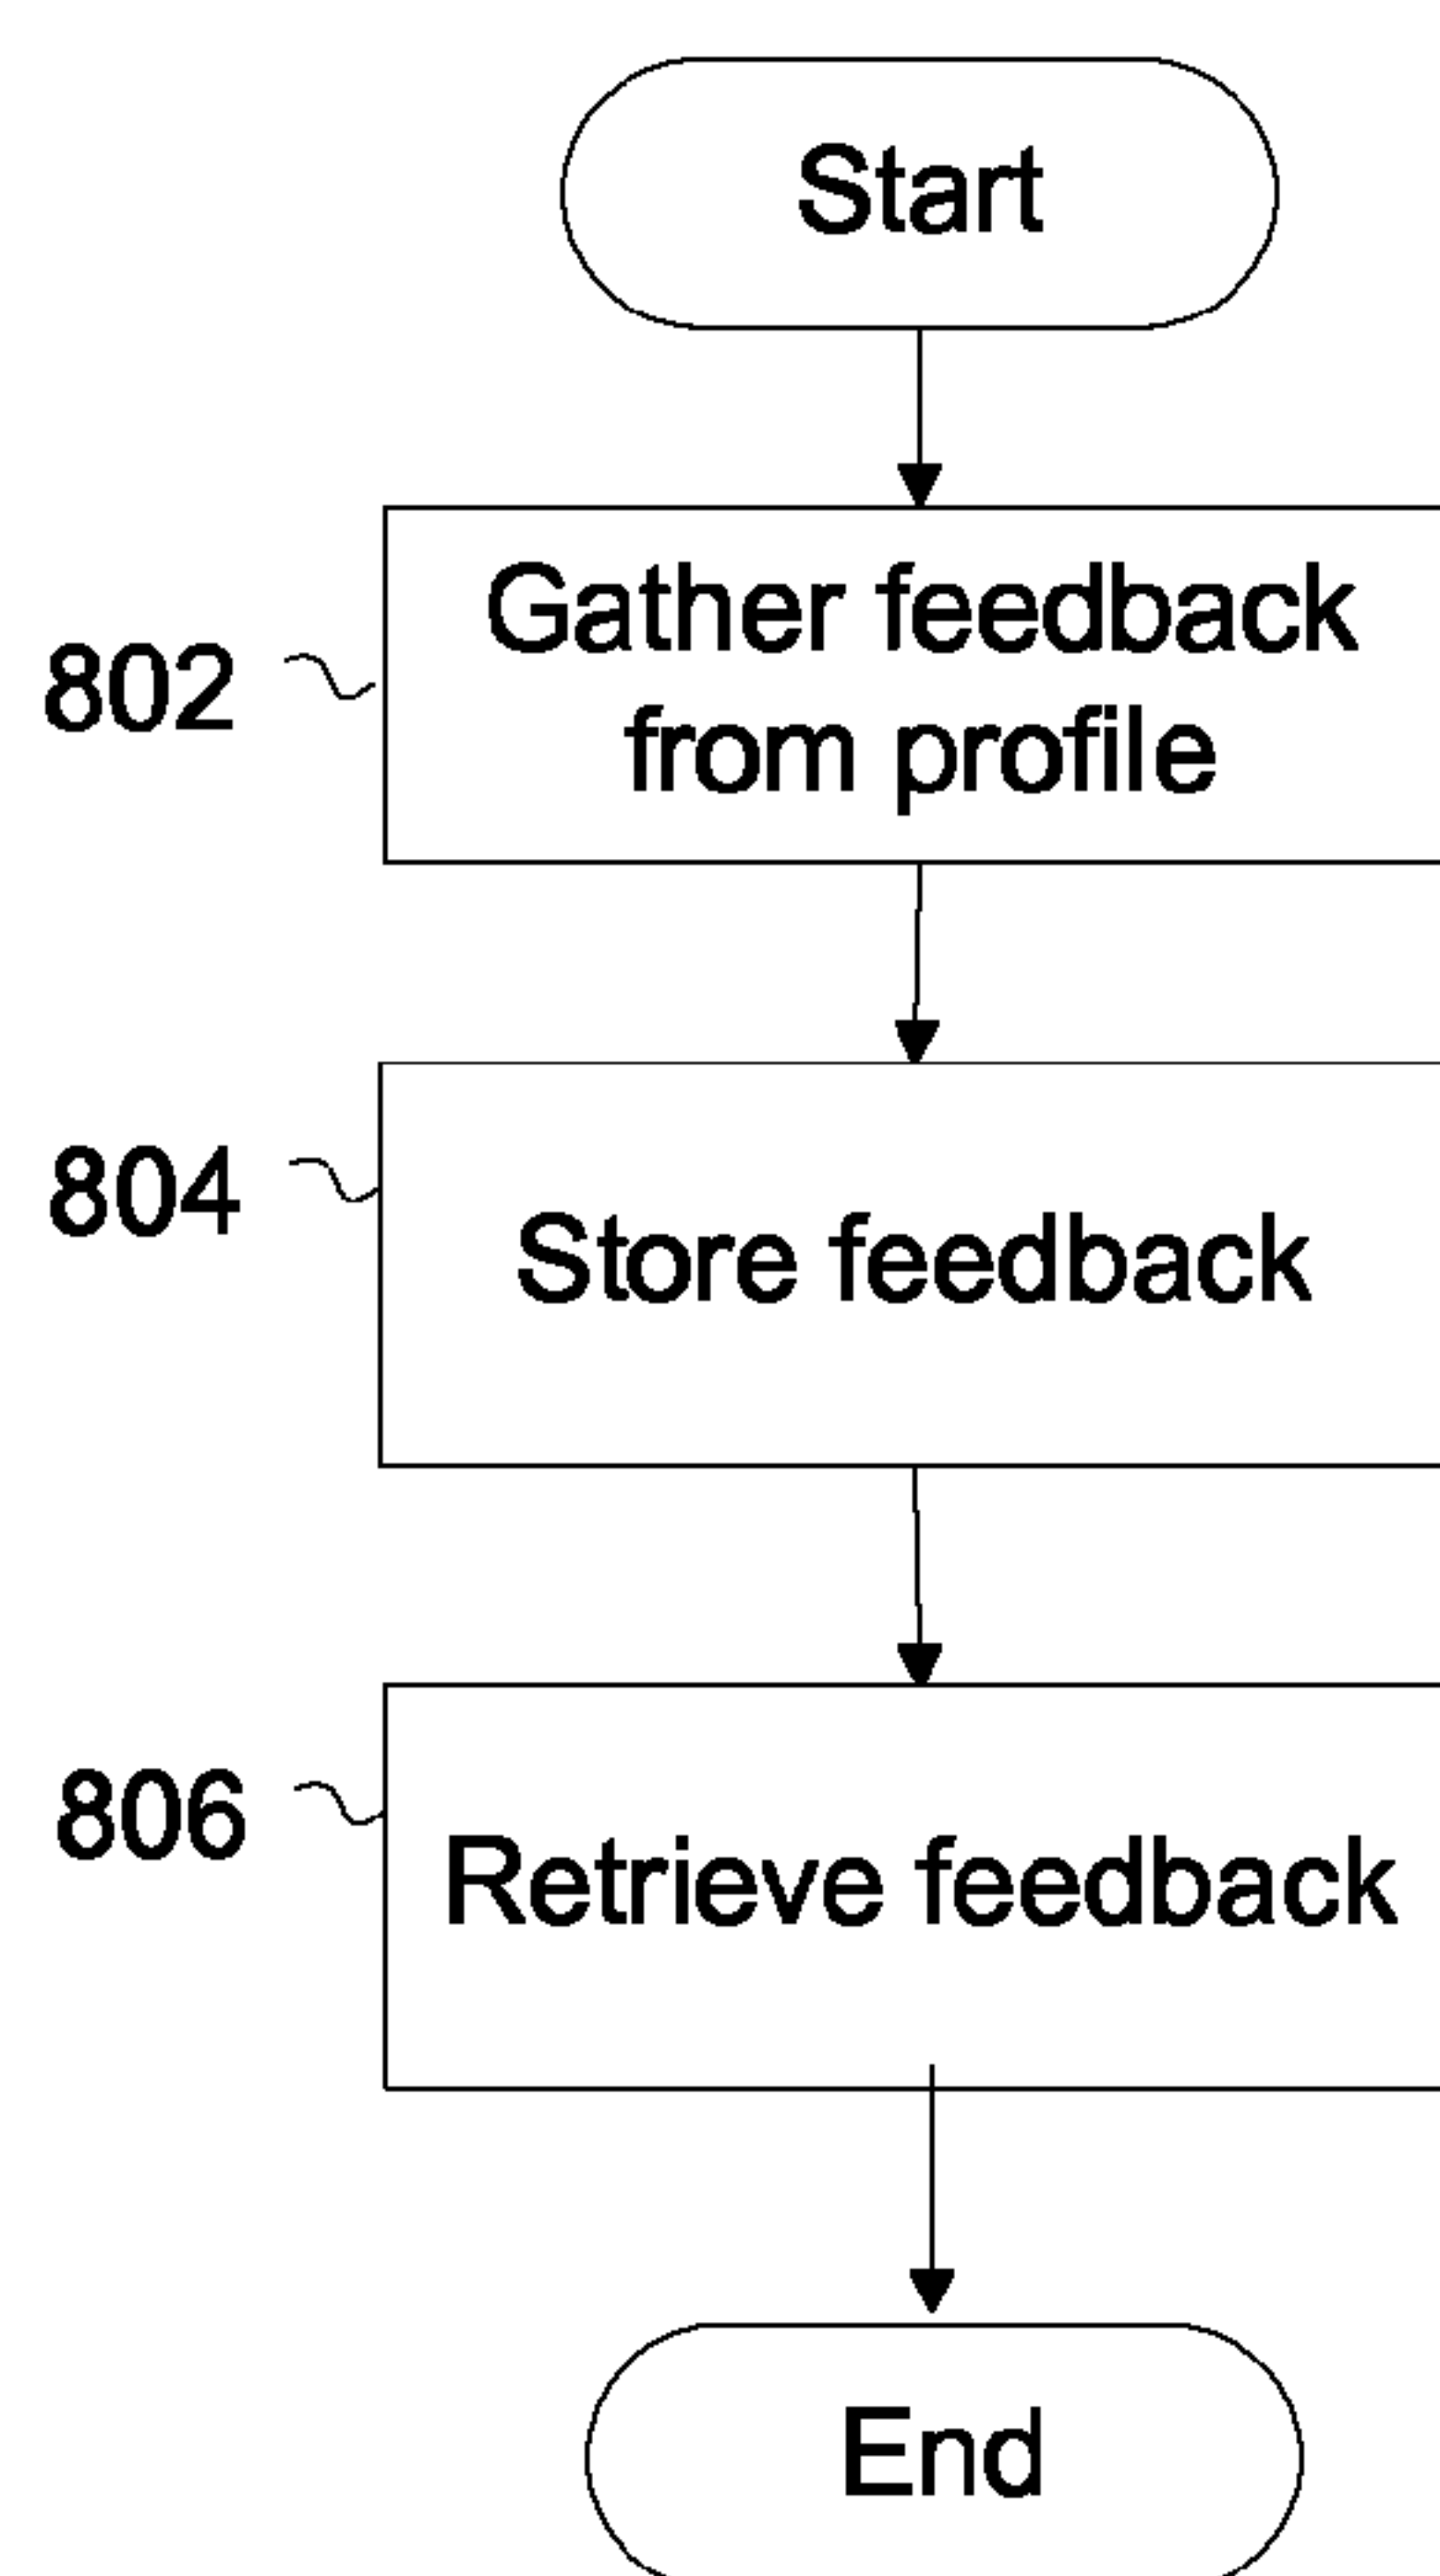 Start
Gather feedback
from profile
802
804
Store feedback
806
Retrieve feedback
End